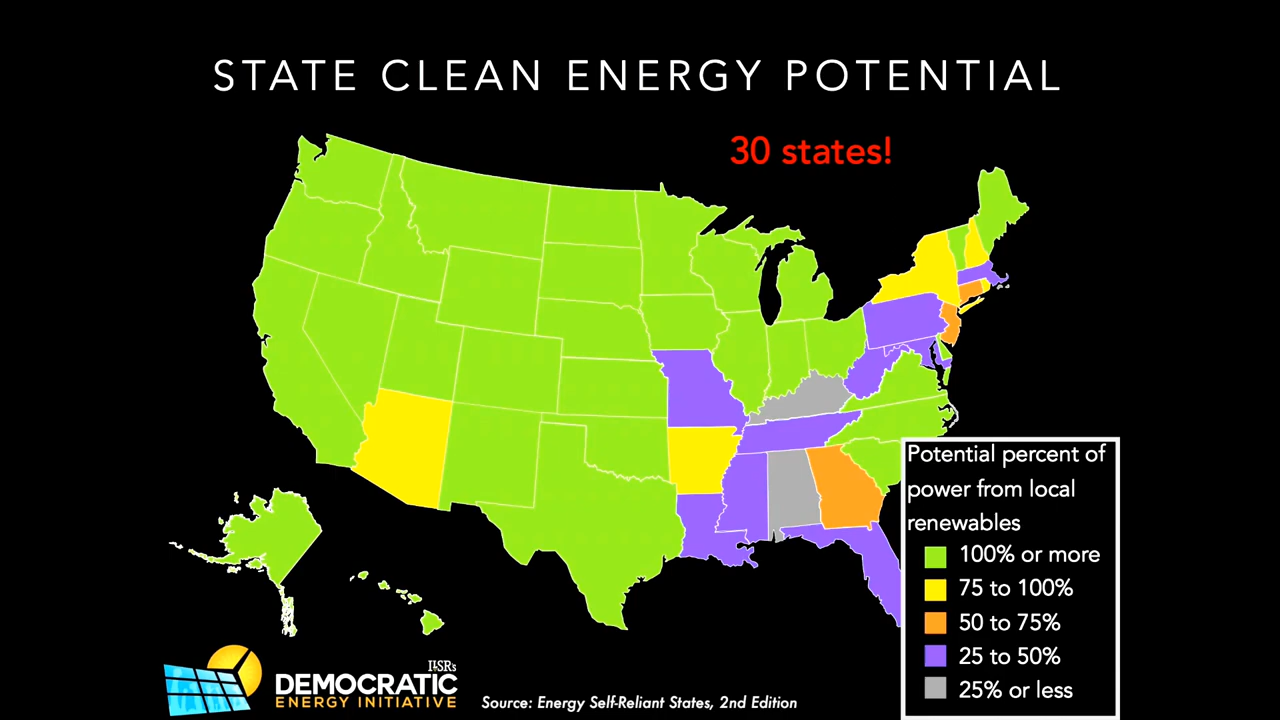 STATE CLEAN ENERGY POTENTIAL
30 states!
Potential percent of
power from local
renewables
100% or more
75 to 100%
50 to 75%
25 to 50%
25% or less
ILSRs
DEMOCRATIC
ENERGY INITIATIVE
Source: Energy Self-Reliant States, 2nd Edition